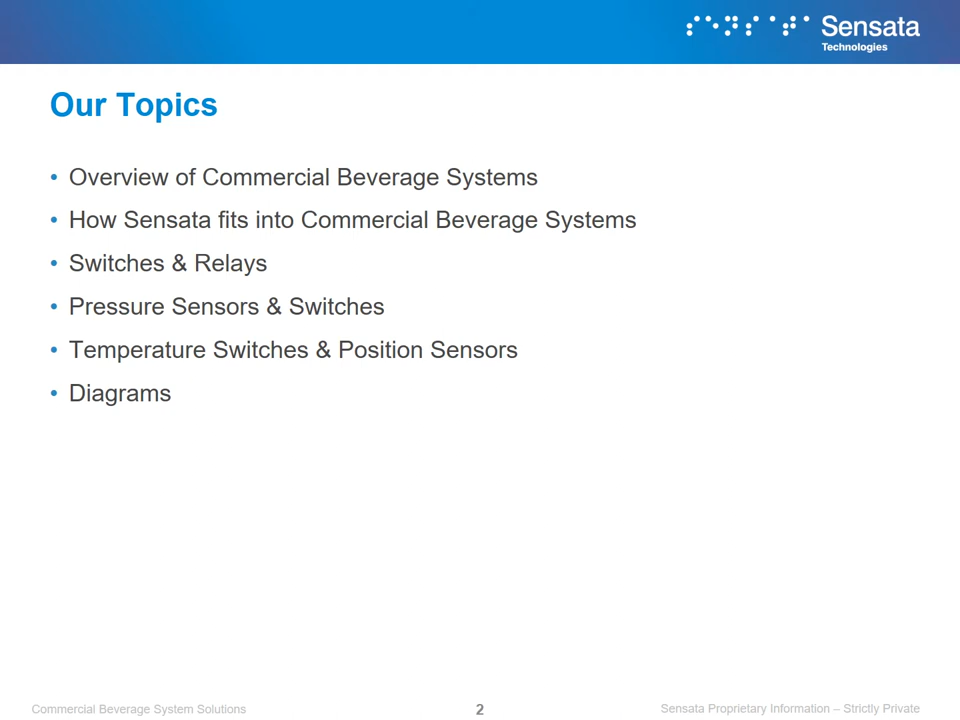 Sensata
Technologies
Our Topics
• Overview of Commercial Beverage Systems
• How Sensata fits into Commercial Beverage Systems
• Switches & Relays
• Pressure Sensors & Switches
• Temperature Switches & Position Sensors
• Diagrams
Commercial Beverage System Solutions
2
Sensata Proprietary Information – Strictly Private